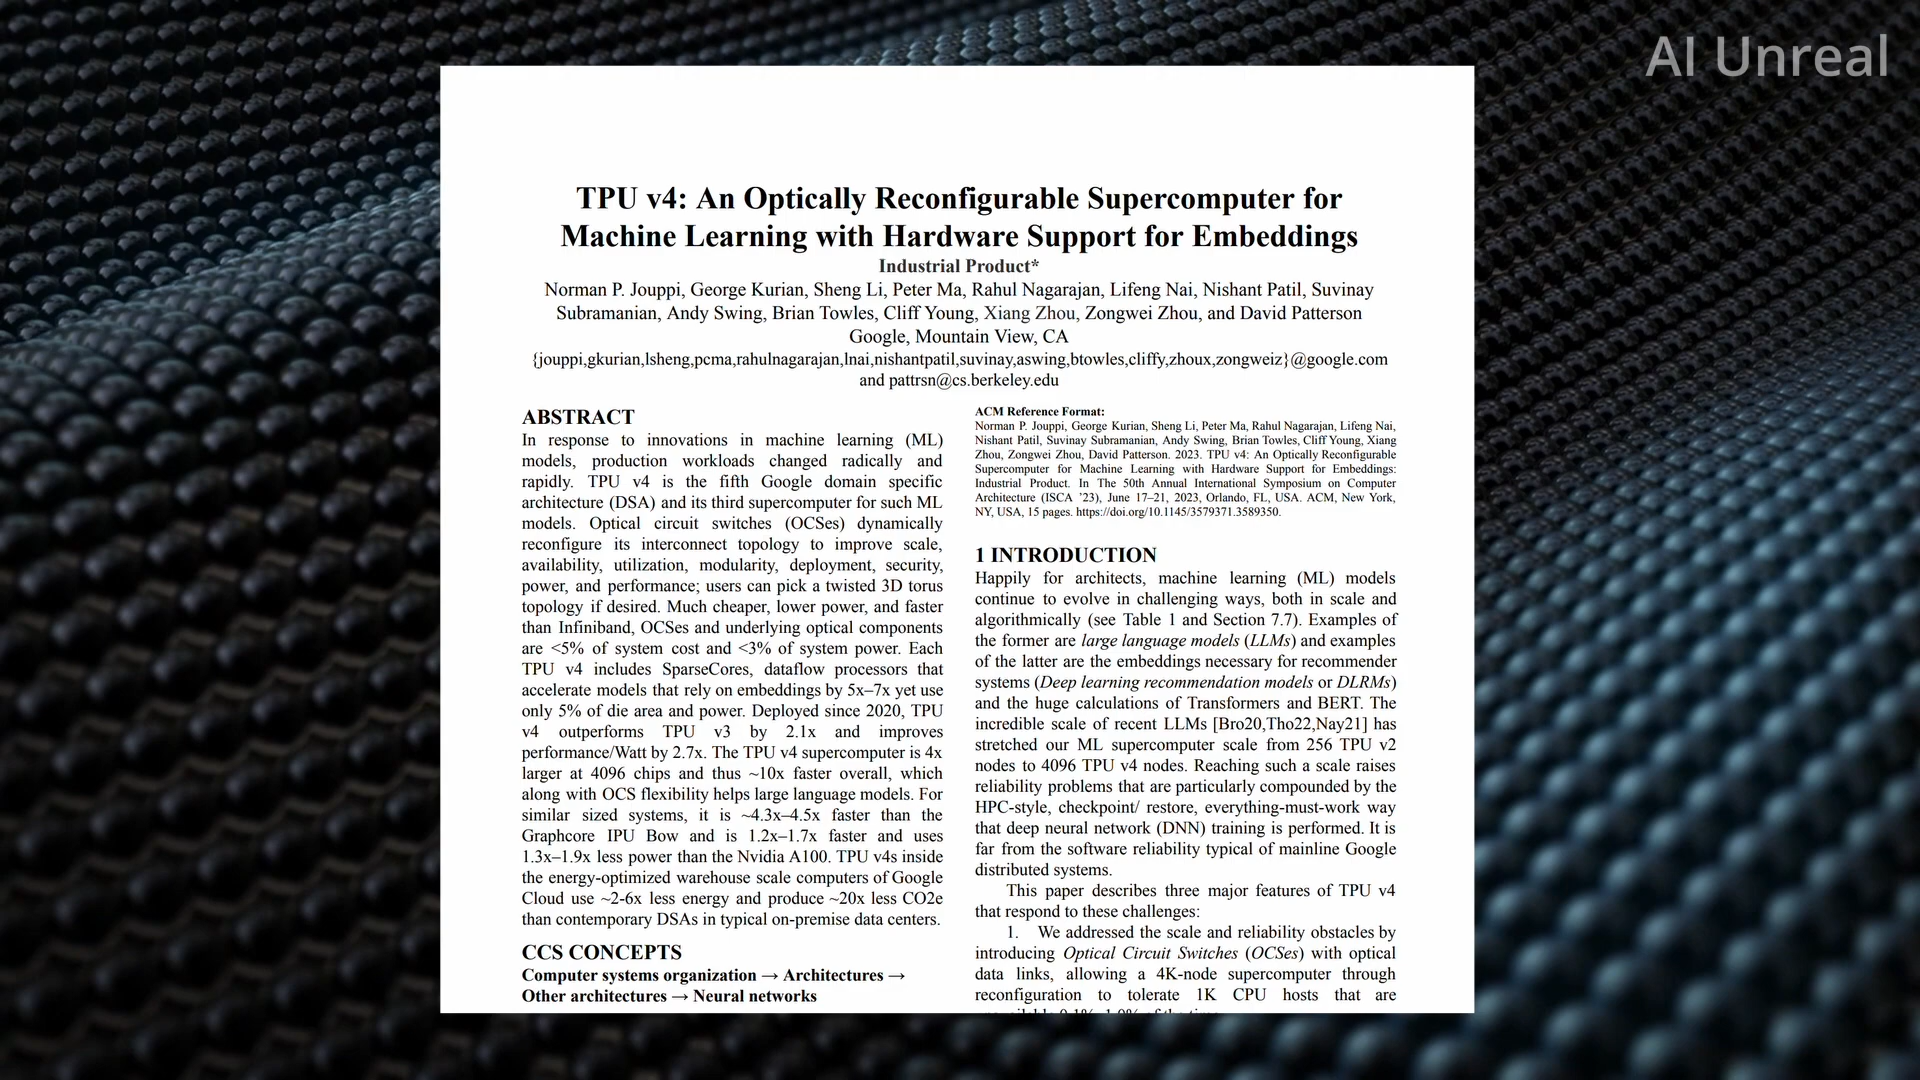 AI Unreal
TPU v4: An Optically Reconfigurable Supercomputer for
Machine Learning with Hardware Support for Embeddings
Industrial Product*
Norman P. Jouppi, George Kurian, Sheng Li, Peter Ma, Rahul Nagarajan, Lifeng Nai, Nishant Patil, Suvinay
Subramanian, Andy Swing, Brian Towles, Cliff Young, Xiang Zhou, Zongwei Zhou, and David Patterson
Google, Mountain View, CA
{jouppi,gkurian,lsheng,pcma,rahulnagarajan,lnai,nishantpatil,suvinay,aswing,btowles,cliffy,zhoux,zongweiz}@google.com
and pattrsn@cs.berkeley.edu
ABSTRACT
In response to innovations in machine learning (ML)
models, production workloads changed radically and
rapidly. TPU v4 is the fifth Google domain specific
architecture (DSA) and its third supercomputer for such ML
models. Optical circuit switches (OCSes) dynamically
reconfigure its interconnect topology to improve scale,
availability, utilization, modularity, deployment, security,
power, and performance; users can pick a twisted 3D torus
topology if desired. Much cheaper, lower power, and faster
than Infiniband, OCSes and underlying optical components
are <5% of system cost and <3% of system power. Each
TPU v4 includes SparseCores, dataflow processors that
accelerate models that rely on embeddings by 5x–7x yet use
only 5% of die area and power. Deployed since 2020, TPU
v4 outperforms TPU v3 by 2.1x and improves
performance/Watt by 2.7x. The TPU v4 supercomputer is 4x
larger at 4096 chips and thus ~10x faster overall, which
along with OCS flexibility helps large language models. For
similar sized systems, it is ~4.3x–4.5x faster than the
Graphcore IPU Bow and is 1.2x–1.7x faster and uses
1.3x–1.9x less power than the Nvidia A100. TPU v4s inside
the energy-optimized warehouse scale computers of Google
Cloud use ~2-6x less energy and produce ~20x less CO2e
than contemporary DSAs in typical on-premise data centers.
CCS CONCEPTS
Computer systems organization → Architectures →
Other architectures → Neural networks
ACM Reference Format:
Norman P. Jouppi, George Kurian, Sheng Li, Peter Ma, Rahul Nagarajan, Lifeng Nai,
Nishant Patil, Suvinay Subramanian, Andy Swing, Brian Towles, Cliff Young, Xiang
Zhou, Zongwei Zhou, David Patterson. 2023. TPU v4: An Optically Reconfigurable
Supercomputer for Machine Learning with Hardware Support for Embeddings:
Industrial Product. In The 50th Annual International Symposium on Computer
Architecture (ISCA ’23), June 17–21, 2023, Orlando, FL, USA. ACM, New York,
NY, USA, 15 pages. https://doi.org/10.1145/3579371.3589350.
1 INTRODUCTION
Happily for architects, machine learning (ML) models
continue to evolve in challenging ways, both in scale and
algorithmically (see Table 1 and Section 7.7). Examples of
the former are large language models (LLMs) and examples
of the latter are the embeddings necessary for recommender
systems (Deep learning recommendation models or DLRMs)
and the huge calculations of Transformers and BERT. The
incredible scale of recent LLMs [Bro20,Tho22,Nay21] has
stretched our ML supercomputer scale from 256 TPU v2
nodes to 4096 TPU v4 nodes. Reaching such a scale raises
reliability problems that are particularly compounded by the
HPC-style, checkpoint/ restore, everything-must-work way
that deep neural network (DNN) training is performed. It is
far from the software reliability typical of mainline Google
distributed systems.
This paper describes three major features of TPU v4
that respond to these challenges:
1. We addressed the scale and reliability obstacles by
introducing Optical Circuit Switches (OCSes) with optical
data links, allowing a 4K-node supercomputer through
reconfiguration to tolerate 1K CPU hosts that are